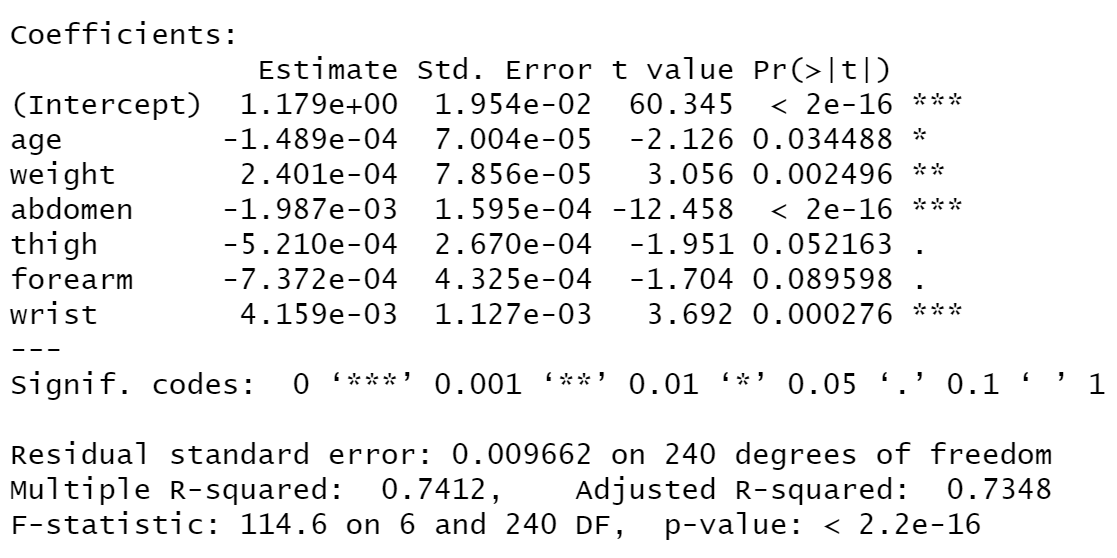 Coefficients:
              Estimate Std. Error t value Pr(>|t|)
(Intercept)  1.179e+00  1.954e-02  60.345  < 2e-16 ***
age         -1.489e-04  7.004e-05  -2.126 0.034488 *
weight       2.401e-04  7.856e-05   3.056 0.002496 **
abdomen     -1.987e-03  1.595e-04 -12.458  < 2e-16 ***
thigh       -5.210e-04  2.670e-04  -1.951 0.052163 .
forearm     -7.372e-04  4.325e-04  -1.704 0.089598 .
wrist        4.159e-03  1.127e-03   3.692 0.000276 ***
---
Signif. codes:  0 ‘***’ 0.001 ‘**’ 0.01 ‘*’ 0.05 ‘.’ 0.1 ‘ ’ 1
Residual standard error: 0.009662 on 240 degrees of freedom
Multiple R-squared:  0.7412,    Adjusted R-squared:  0.7348
F-statistic: 114.6 on 6 and 240 DF,  p-value: < 2.2e-16